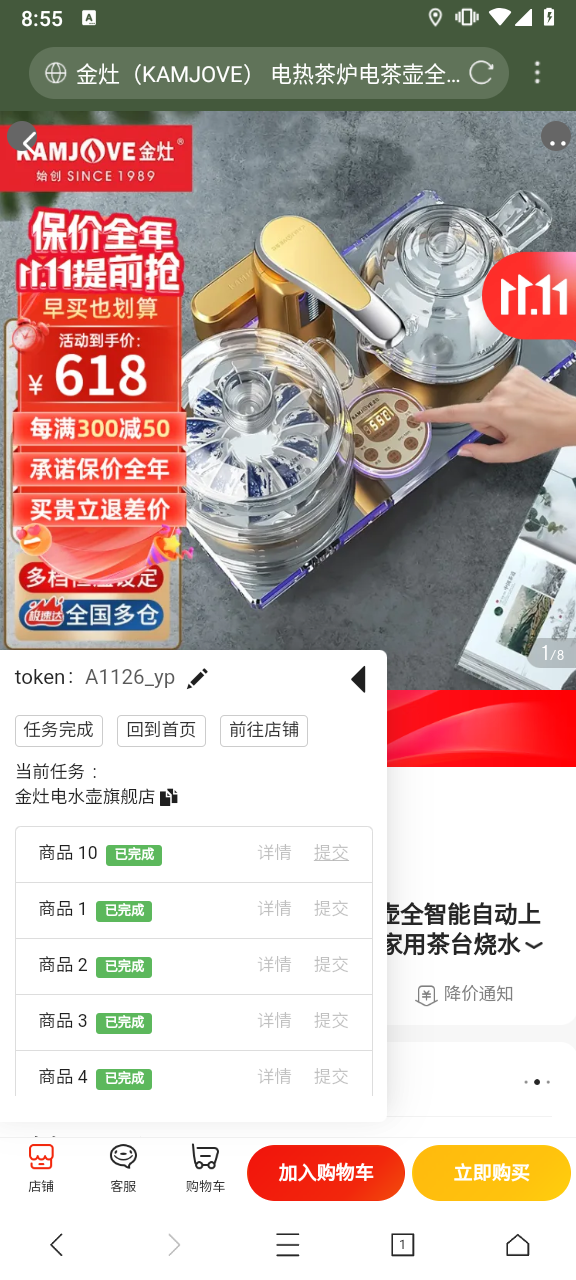 8:55
A
金灶（KAMJOVE） 电热茶炉电茶壶全...
KAMJOVE金灶®
始创 SINCE 1989
保价全年
11.11提前抢
早买也划算
活动到手价:
¥ 618
每满300减50
承诺保价全年
买贵立退差价
全国多仓
极速达
11.11
KAMJOVE
1/8
token: A1126_yp
任务完成
回到首页
前往店铺
当前任务 :
金灶电水壶旗舰店
商品 10 已完成 详情 提交
商品 1 已完成 详情 提交
商品 2 已完成 详情 提交
商品 3 已完成 详情 提交
商品 4 已完成 详情 提交
壶全智能自动上
家用茶台烧水
降价通知
店铺
客服
购物车
加入购物车
立即购买
1